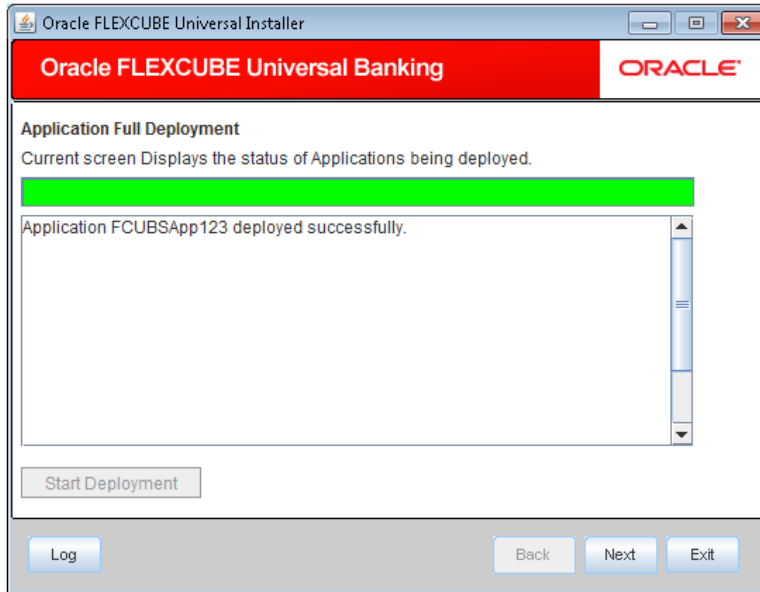 Oracle FLEXCUBE Universal Installer
Oracle FLEXCUBE Universal Banking
ORACLE
Application Full Deployment
Current screen Displays the status of Applications being deployed.
Application FCUBSApp123 deployed successfully.
Start Deployment
Log
Back
Next
Exit